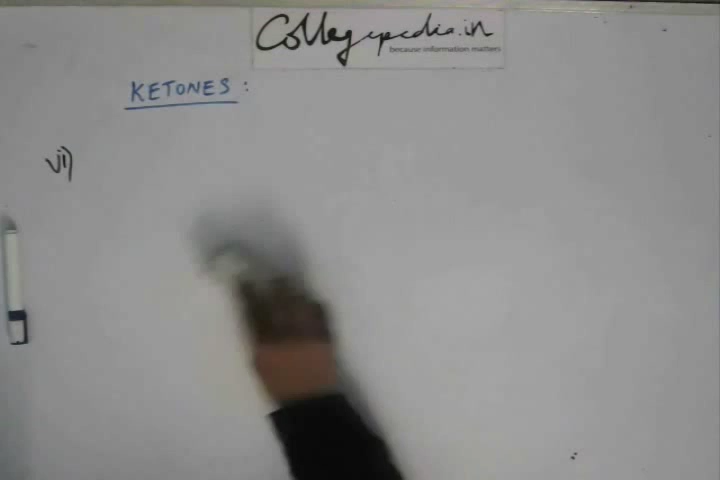 Collegepedia.in
because information matters
KETONES :
vi)